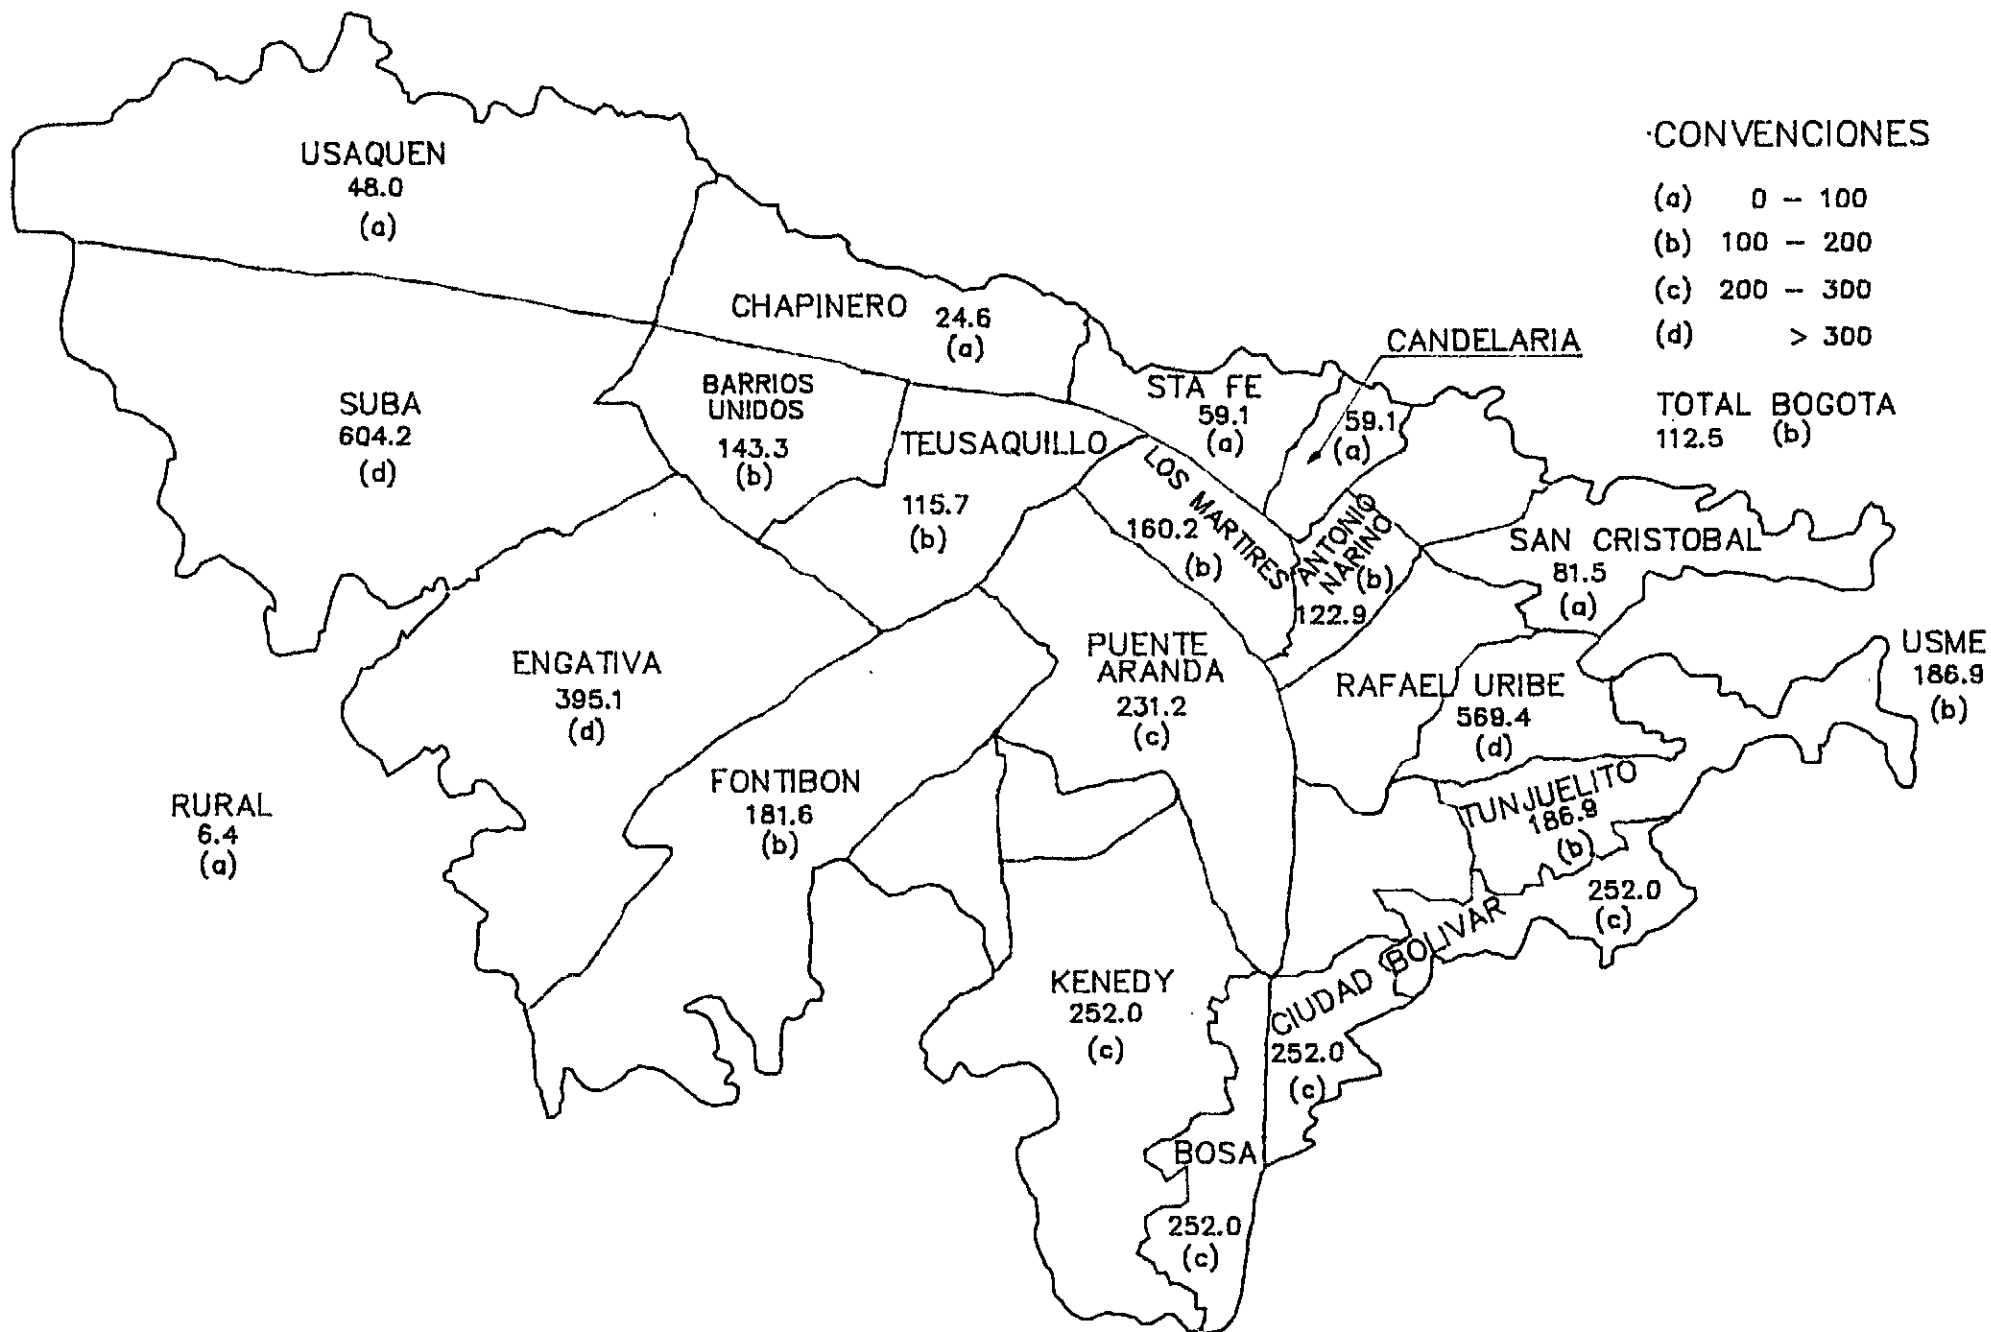 USAQUEN
48.0
(a)
CONVENCIONES
(a) 0 - 100
(b) 100 - 200
(c) 200 - 300
(d) > 300
TOTAL BOGOTA
112.5 (b)
CHAPINERO 24.6
(a)
CANDELARIA
59.1
(a)
STA FE
59.1
(a)
SUBA
604.2
(d)
BARRIOS
UNIDOS
143.3
(b)
TEUSAQUILLO
115.7
(b)
LOS MARTIRES
160.2
(b)
ANTONIO
NARINO
(b)
122.9
SAN CRISTOBAL
81.5
(a)
USME
186.9
(b)
ENGATIVA
395.1
(d)
PUENTE
ARANDA
231.2
(c)
RAFAEL URIBE
569.4
(d)
RURAL
6.4
(a)
FONTIBON
181.6
(b)
TUNJUELITO
186.9
(b)
252.0
(c)
KENEDY
252.0
(c)
CIUDAD BOLIVAR
252.0
(c)
BOSA
252.0
(c)